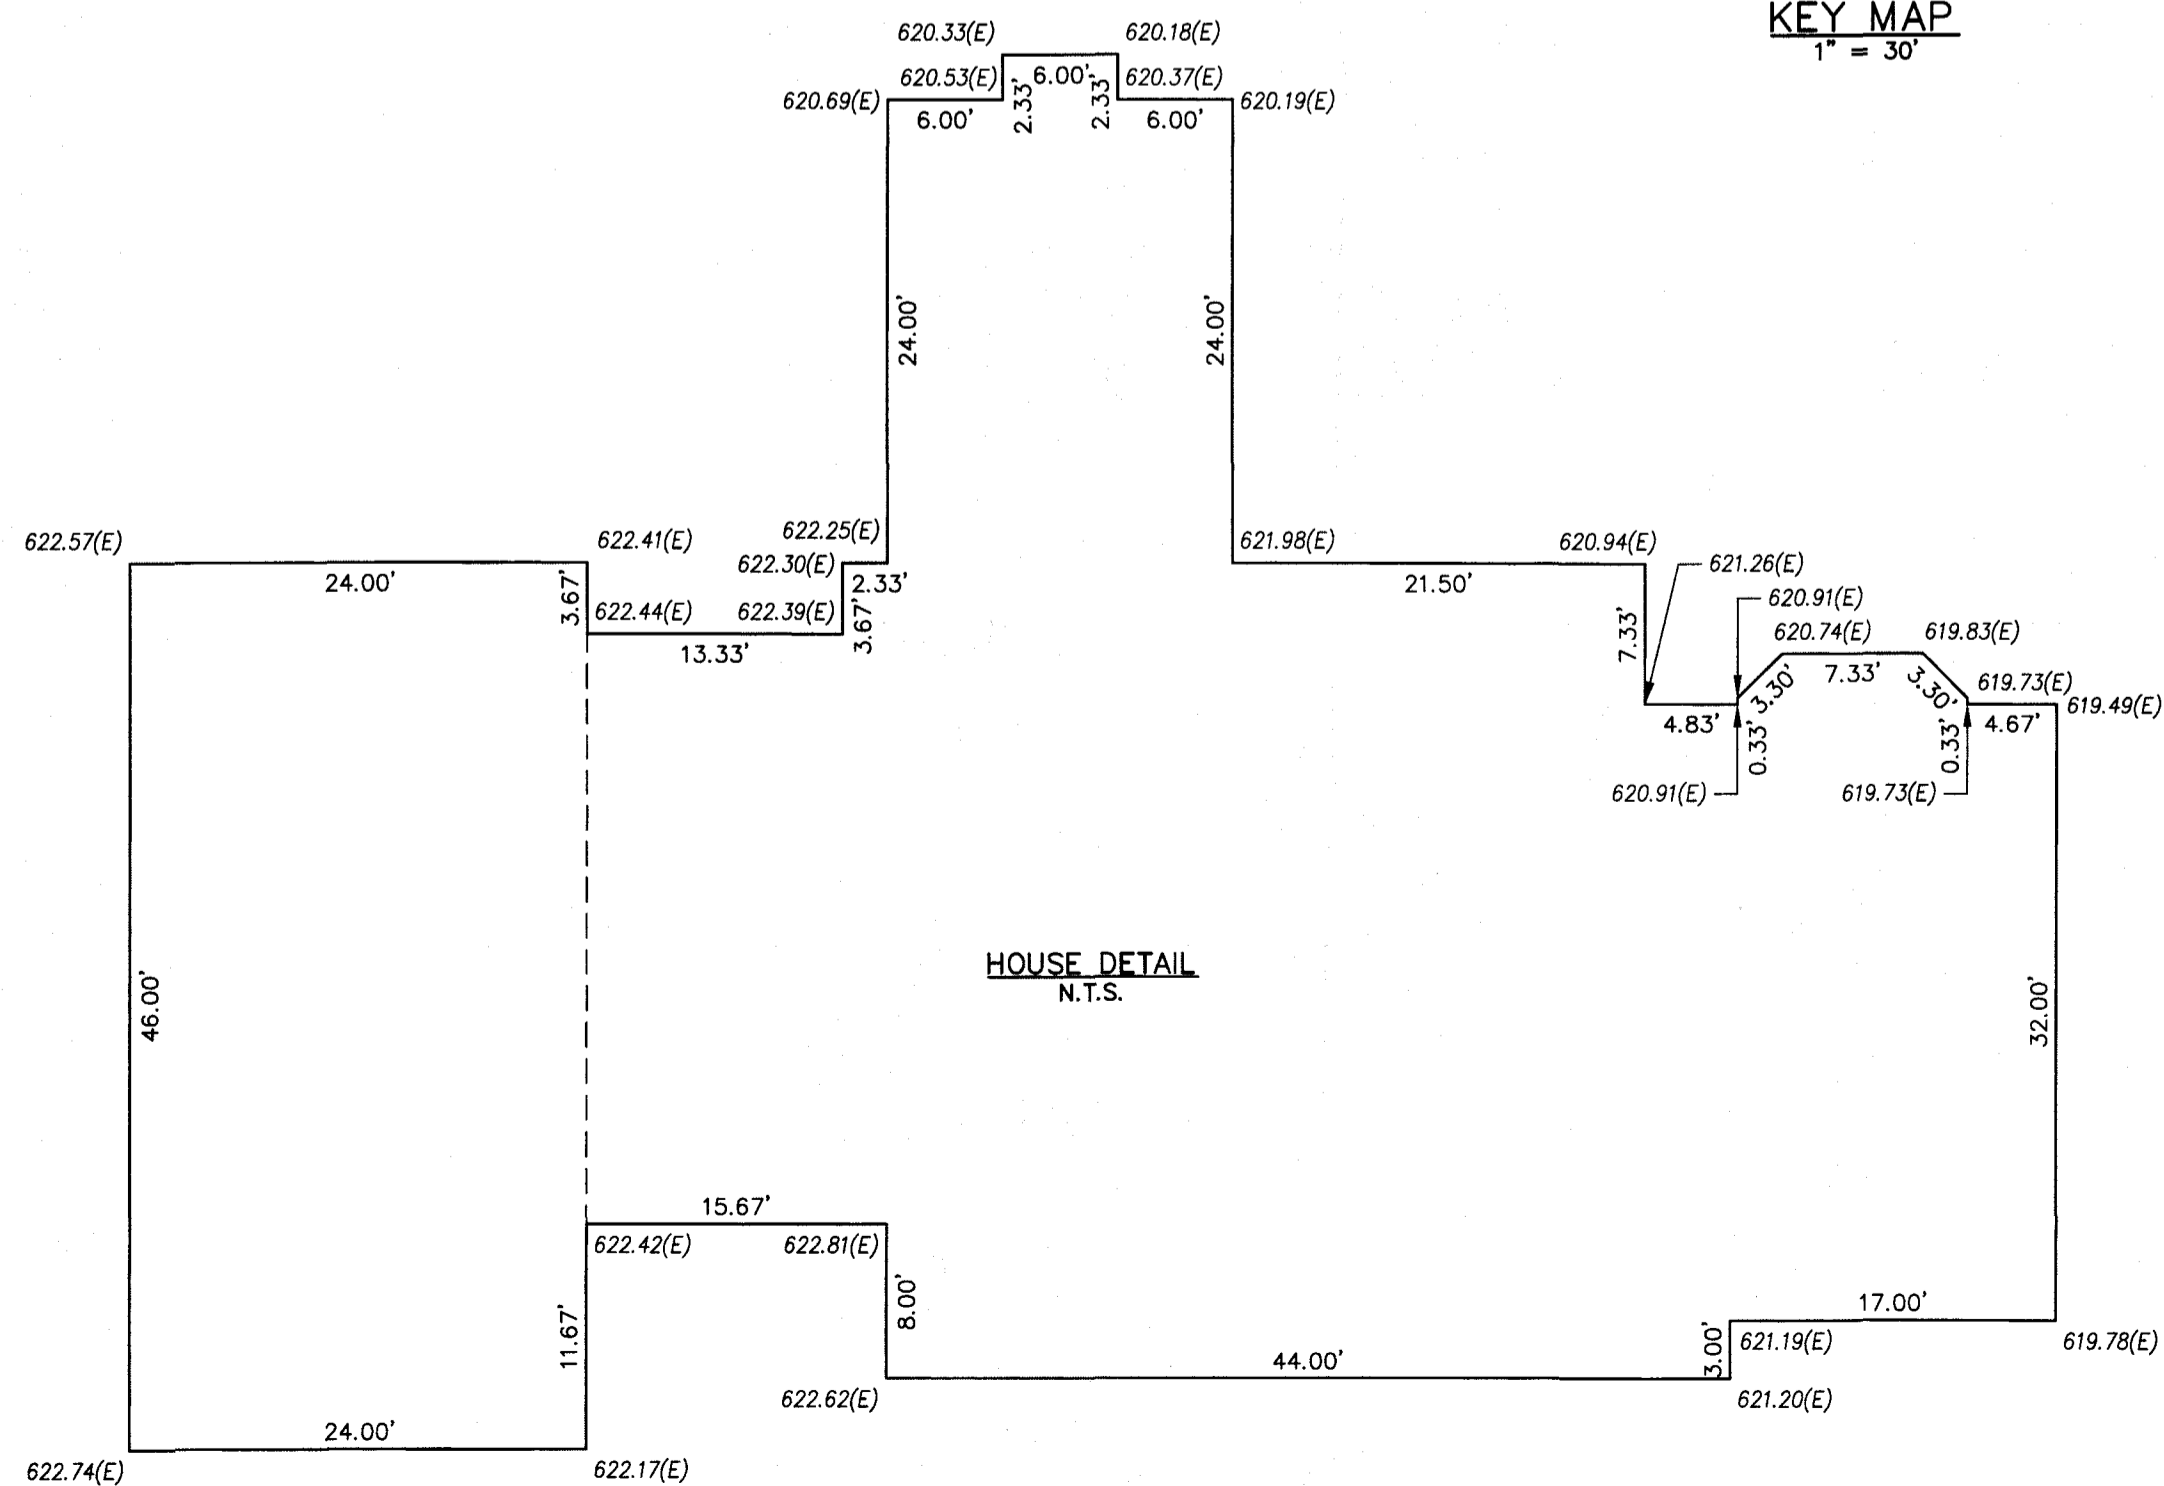 KEY MAP
1" = 30'
620.33(E)
620.18(E)
620.53(E)
6.00'
620.37(E)
620.69(E)
620.19(E)
6.00'
2.33'
2.33'
6.00'
24.00'
24.00'
622.57(E)
622.41(E)
622.25(E)
621.98(E)
620.94(E)
24.00'
3.67'
622.30(E)
2.33'
21.50'
621.26(E)
622.44(E)
622.39(E)
3.67'
620.91(E)
13.33'
7.33'
620.74(E)
619.83(E)
3.30'
7.33'
3.30'
619.73(E)
619.49(E)
4.83'
0.33'
0.33'
4.67'
620.91(E)
619.73(E)
46.00'
HOUSE DETAIL
N.T.S.
32.00'
15.67'
622.42(E)
622.81(E)
8.00'
11.67'
17.00'
3.00'
621.19(E)
619.78(E)
44.00'
622.62(E)
621.20(E)
24.00'
622.74(E)
622.17(E)